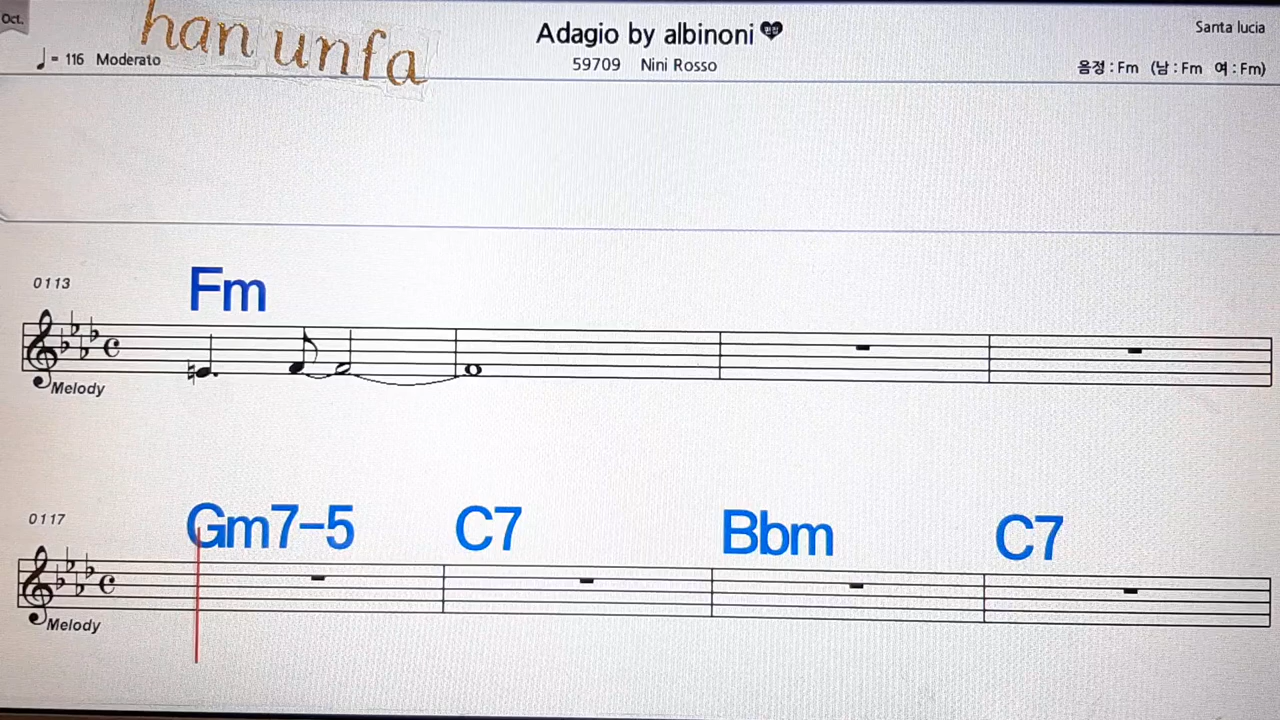 Oct.
han unfa
Adagio by albinoni
Santa lucia
= 116 Moderato
59709 Nini Rosso
음정 : Fm (남 : Fm 여 : Fm)
0113
Fm
Melody
0117
Gm7-5 C7 Bbm C7
Melody